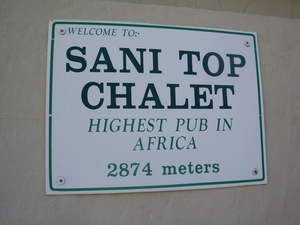 WELCOME TO:-
SANI TOP
CHALET
HIGHEST PUB IN
AFRICA
2874 meters